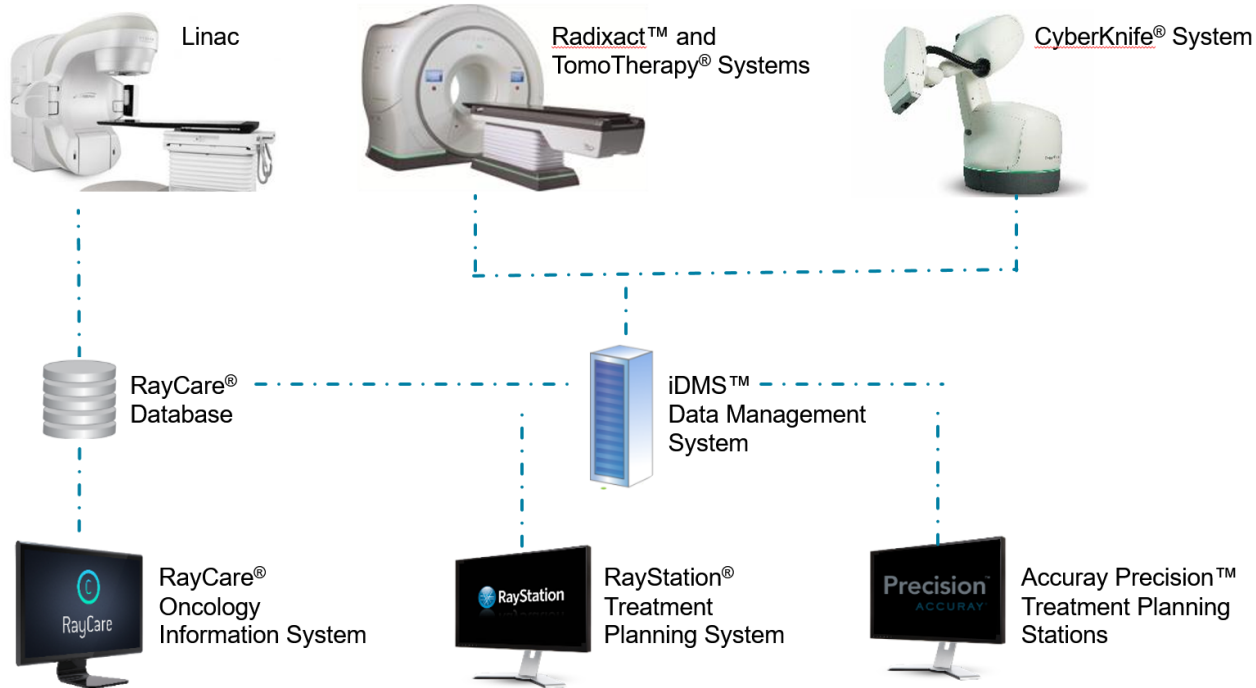 Linac
Radixact™ and
TomoTherapy® Systems
CyberKnife® System
RayCare®
Database
iDMS™
Data Management
System
RayCare
RayCare®
Oncology
Information System
RayStation
RayStation®
Treatment
Planning System
Precision™
ACCURAY
Accuray Precision™
Treatment Planning
Stations